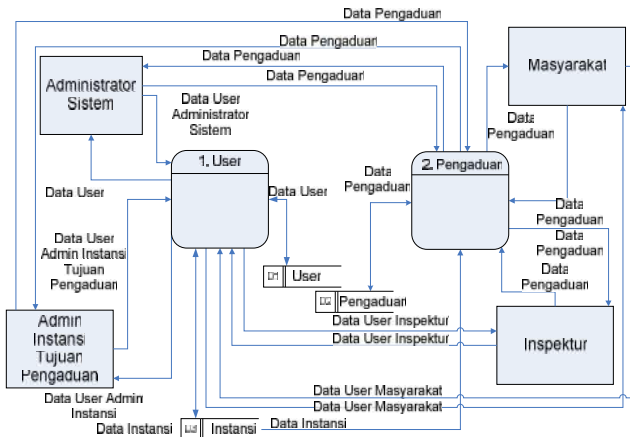 Data Pengaduan
Data Pengaduan
Data Pengaduan
Data Pengaduan
Administrator
Sistem
Masyarakat
Data User
Administrator
Sistem
Data
Pengaduan
1. User
2. Pengaduan
Data User
Data User
Data
Pengaduan
Data
Pengaduan
Data
Pengaduan
Data User
Admin Instansi
Tujuan
Pengaduan
User
Data
Pengaduan
Pengaduan
Admin
Instansi
Tujuan
Pengaduan
Data User Inspektur
Data User Inspektur
Inspektur
Data User Admin
Instansi
Data User Masyarakat
Data User Masyarakat
Data Instansi
Instansi
Data Instansi